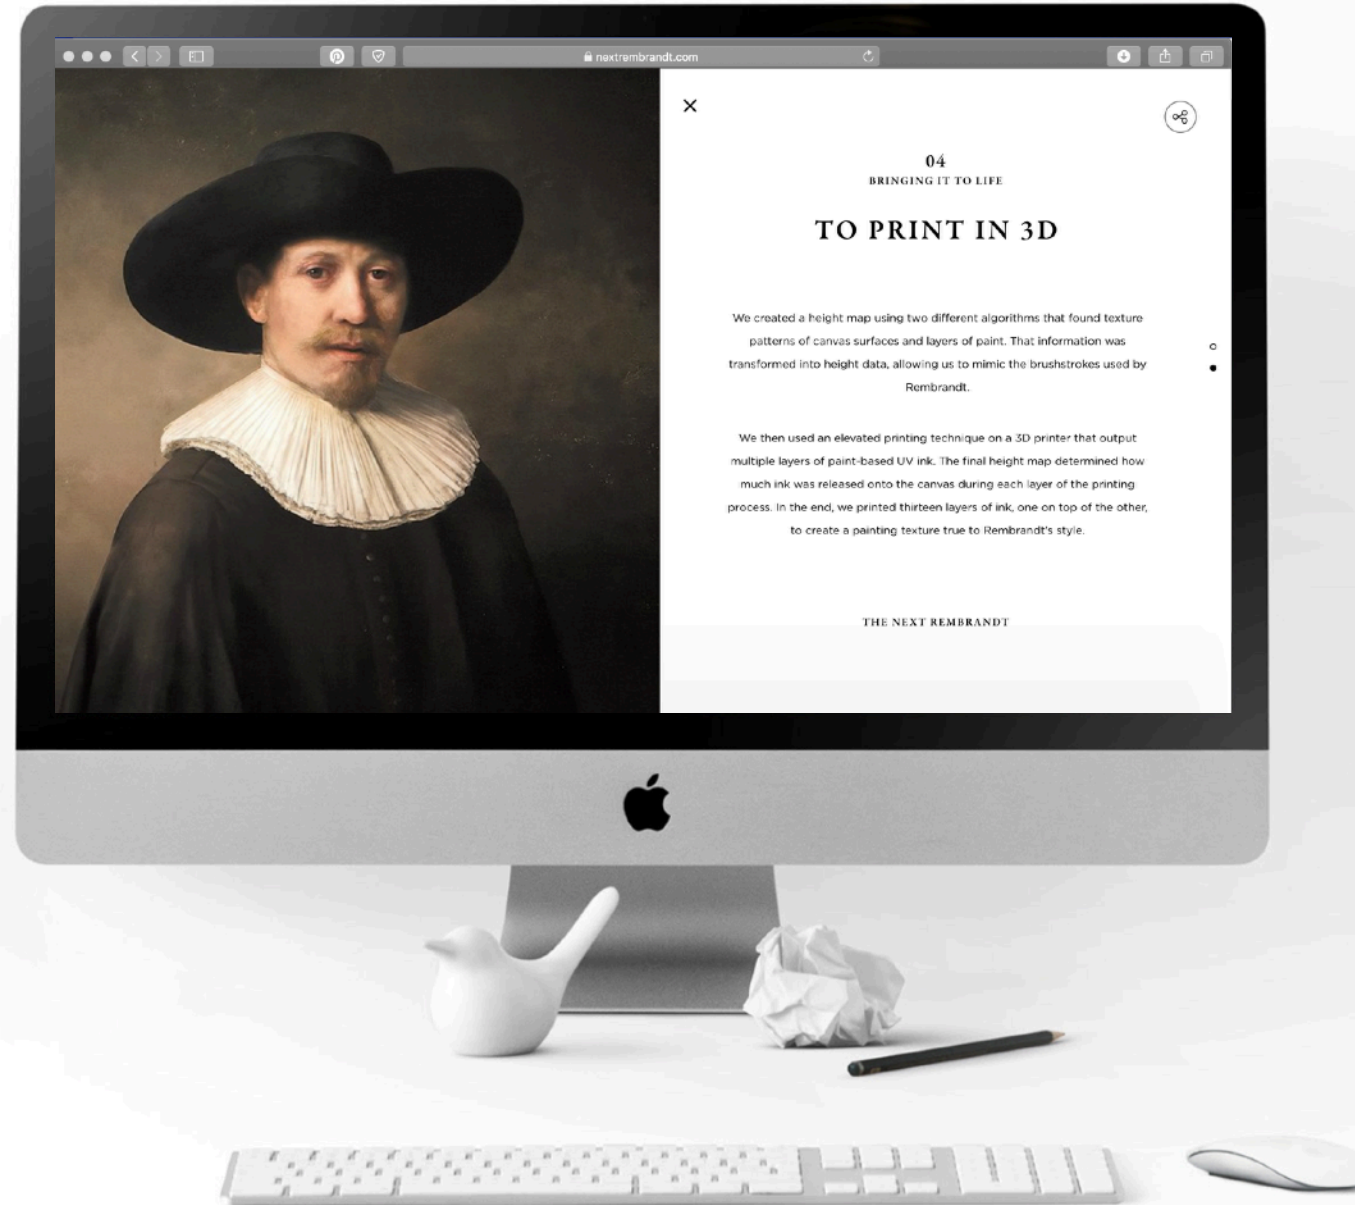 nextrembrandt.com
04
BRINGING IT TO LIFE
TO PRINT IN 3D
We created a height map using two different algorithms that found texture
patterns of canvas surfaces and layers of paint. That information was
transformed into height data, allowing us to mimic the brushstrokes used by
Rembrandt.
We then used an elevated printing technique on a 3D printer that output
multiple layers of paint-based UV ink. The final height map determined how
much ink was released onto the canvas during each layer of the printing
process. In the end, we printed thirteen layers of ink, one on top of the other,
to create a painting texture true to Rembrandt's style.
THE NEXT REMBRANDT